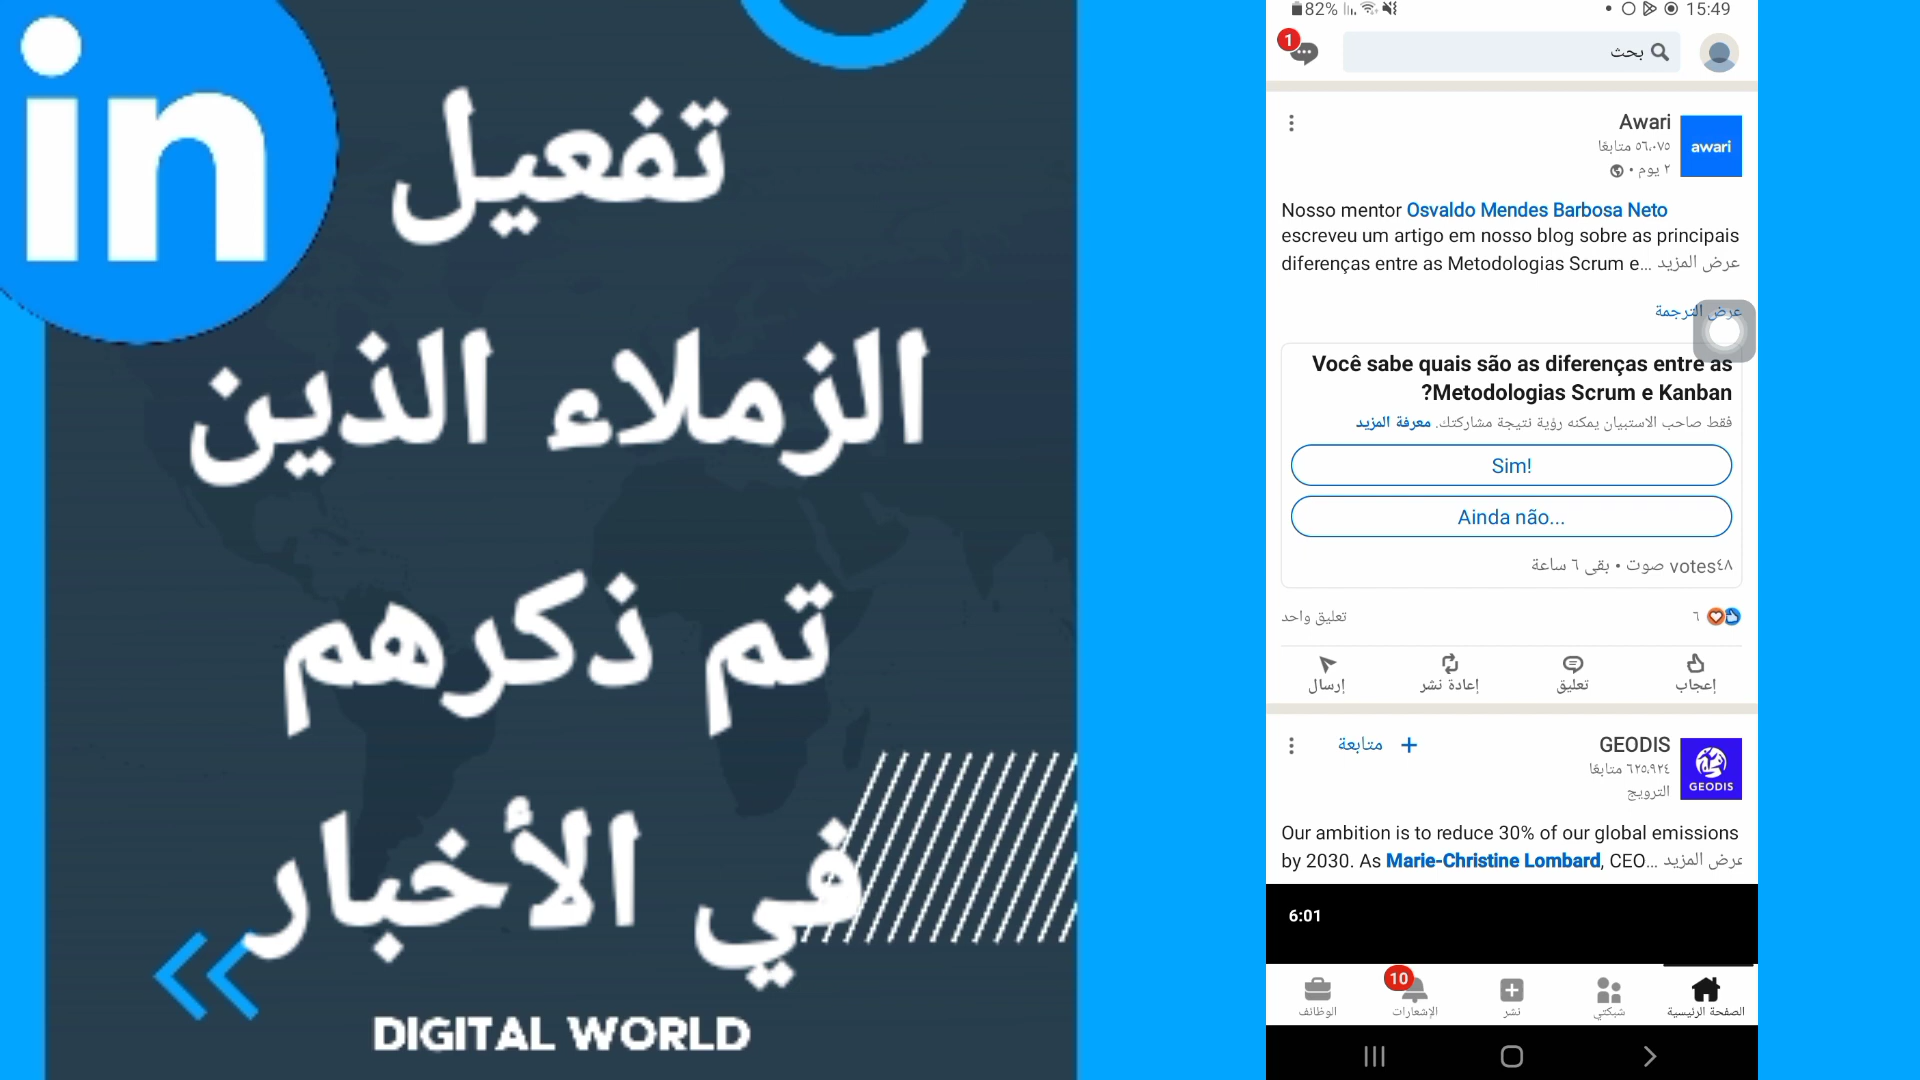 in
تفعيل
الزملاء الذين
تم ذكرهم
في الأخبار
DIGITAL WORLD
82% 15:49
1
بحث
Awari
awari
٥٦،٠٧٥ متابعًا
٢ يوم •
Nosso mentor Osvaldo Mendes Barbosa Neto
escreveu um artigo em nosso blog sobre as principais
diferenças entre as Metodologias Scrum e... عرض المزيد
عرض الترجمة
Você sabe quais são as diferenças entre as
?Metodologias Scrum e Kanban
فقط صاحب الاستبيان يمكنه رؤية نتيجة مشاركتك. معرفة المزيد
Sim!
Ainda não...
votes٤٨ صوت • بقى ٦ ساعة
٦ تعليق واحد
إعجاب تعليق إعادة نشر إرسال
GEODIS + متابعة
GEODIS
٦٢٥،٩٢٤ متابعًا
الترويج
Our ambition is to reduce 30% of our global emissions
by 2030. As Marie-Christine Lombard, CEO... عرض المزيد
6:01
10
الصفحة الرئيسية شبكتي نشر الإشعارات الوظائف